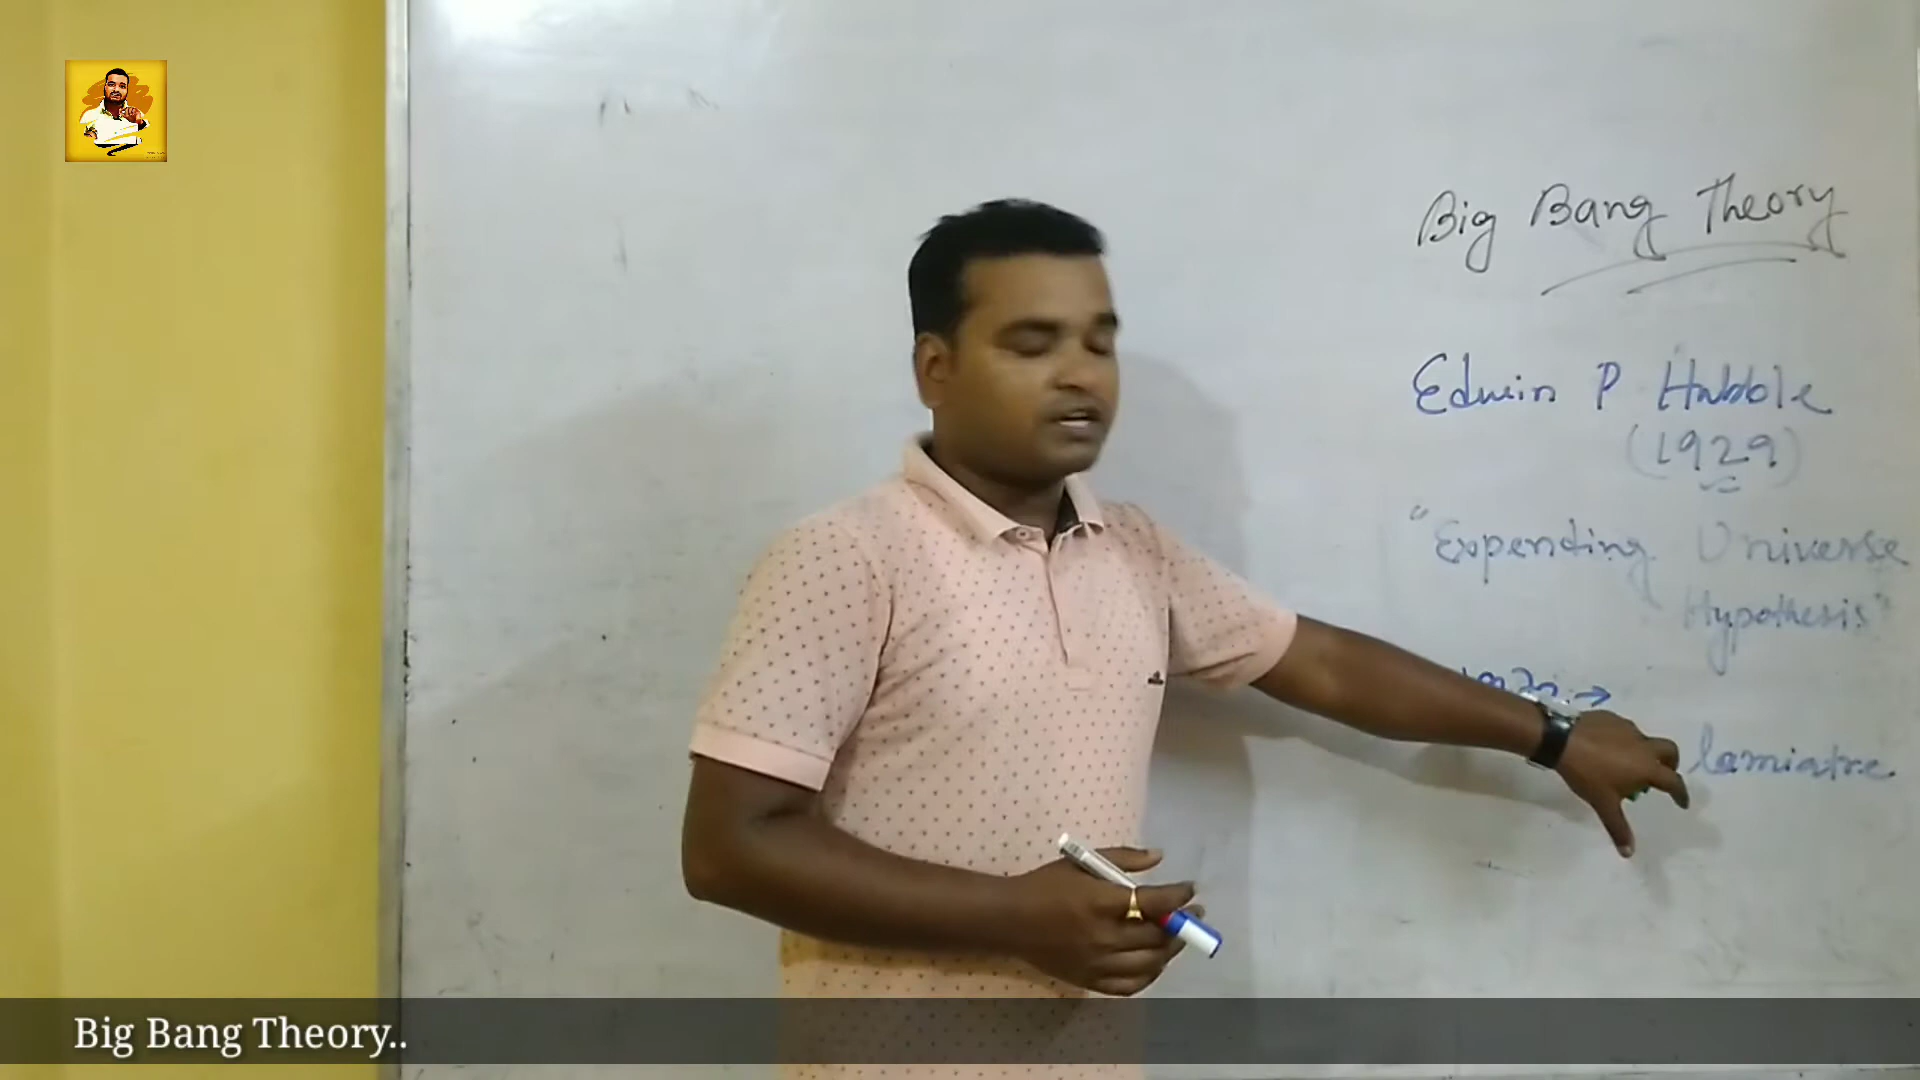 Big Bang Theory
Edwin P Hubble
(1929)
"Expending Universe
Hypothesis"
→
lamiatre
Big Bang Theory..